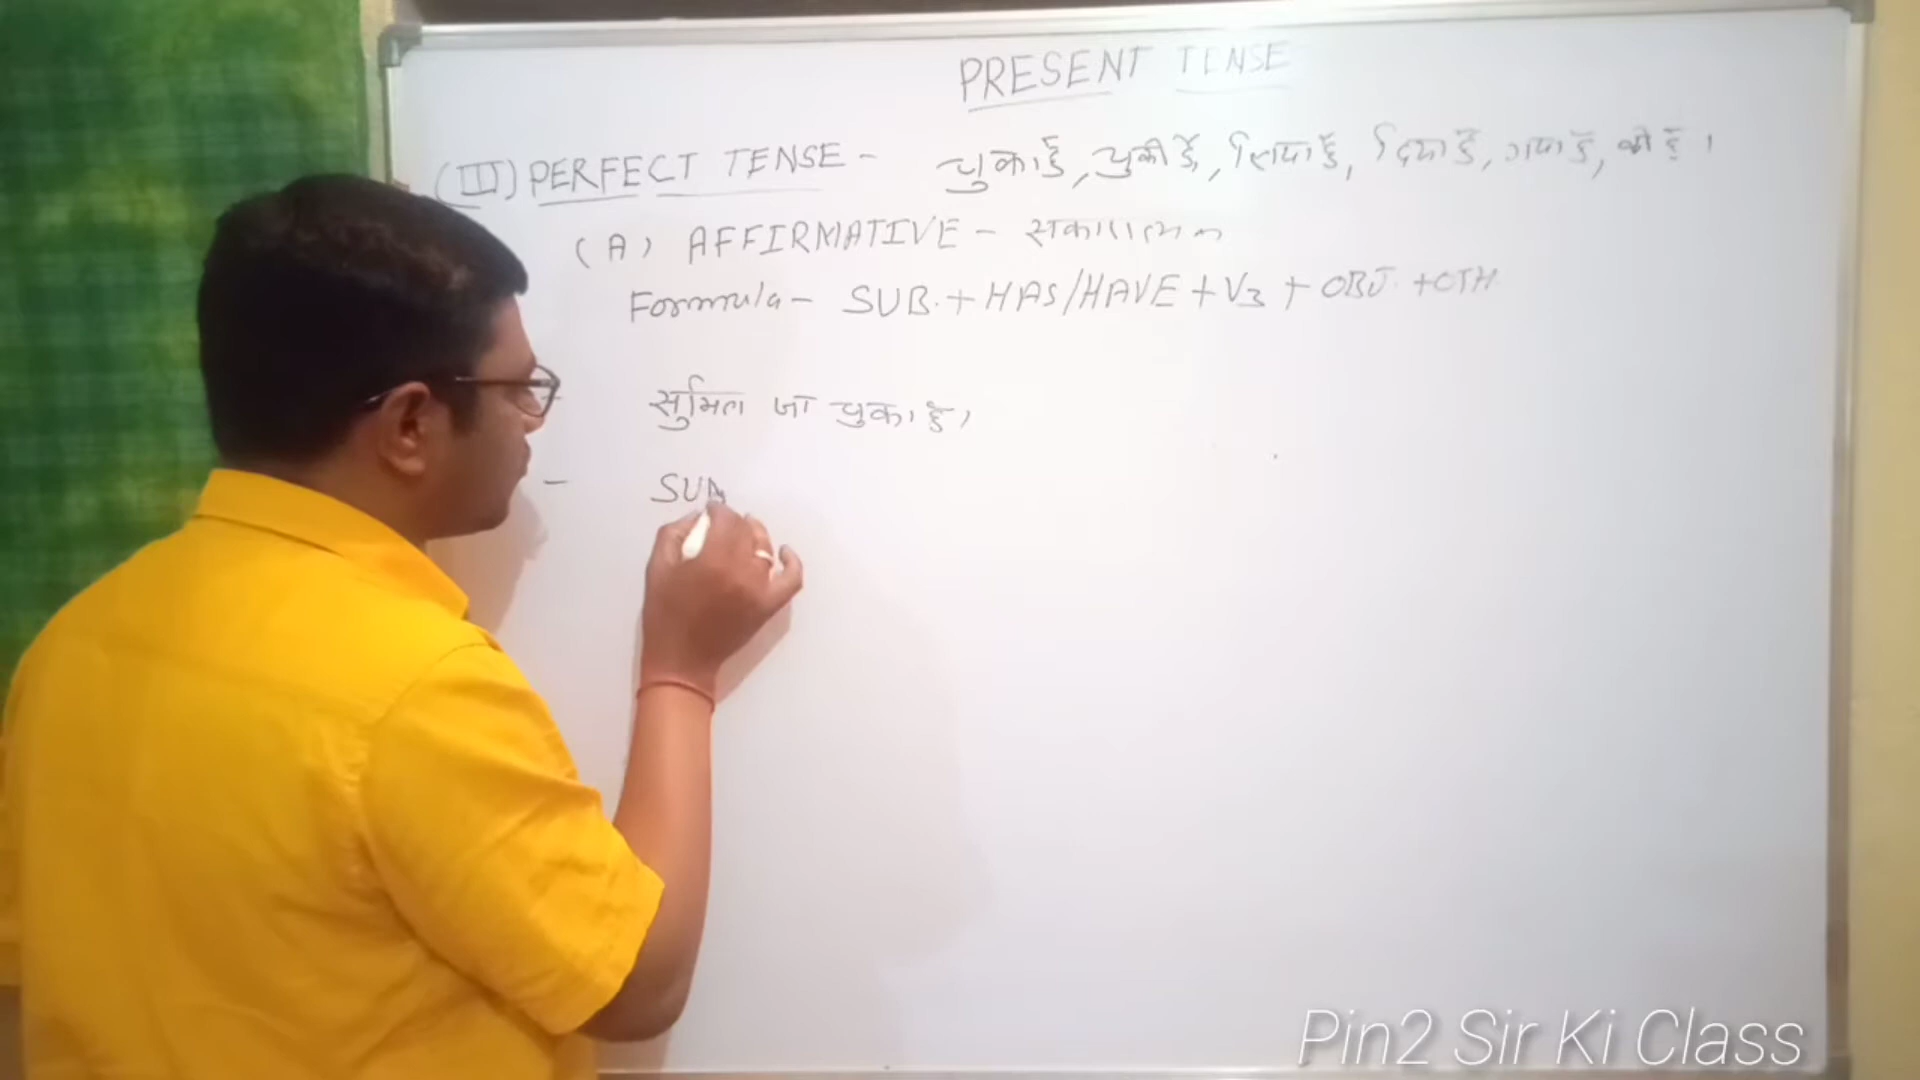 PRESENT TENSE
(III) PERFECT TENSE - चुका है, चुकी है, लिया है, दिया है, गया है, की है।
(A) AFFIRMATIVE - सकारात्मक
Formula - SUB. + HAS/HAVE + V3 + OBJ. + OTH.
सुमित जा चुका है।
- SUM
Pin2 Sir Ki Class